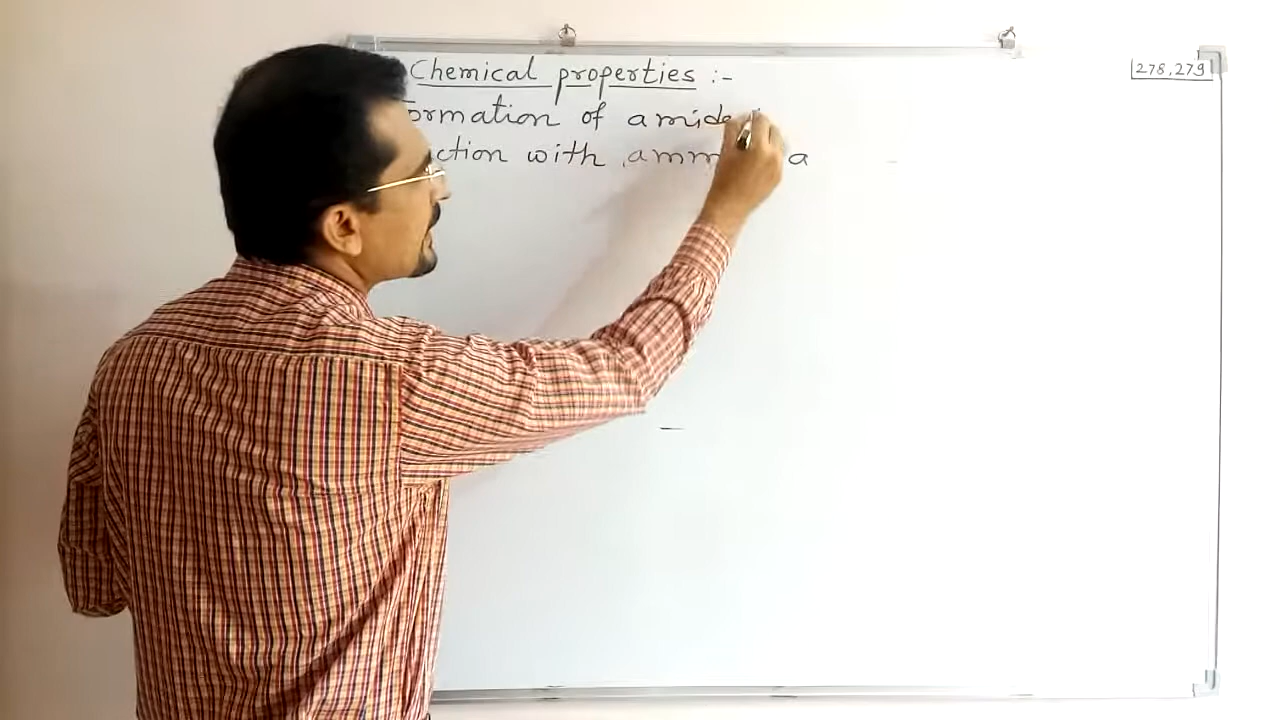 Chemical properties :-
278,279
ormation of amide
ction with amm a